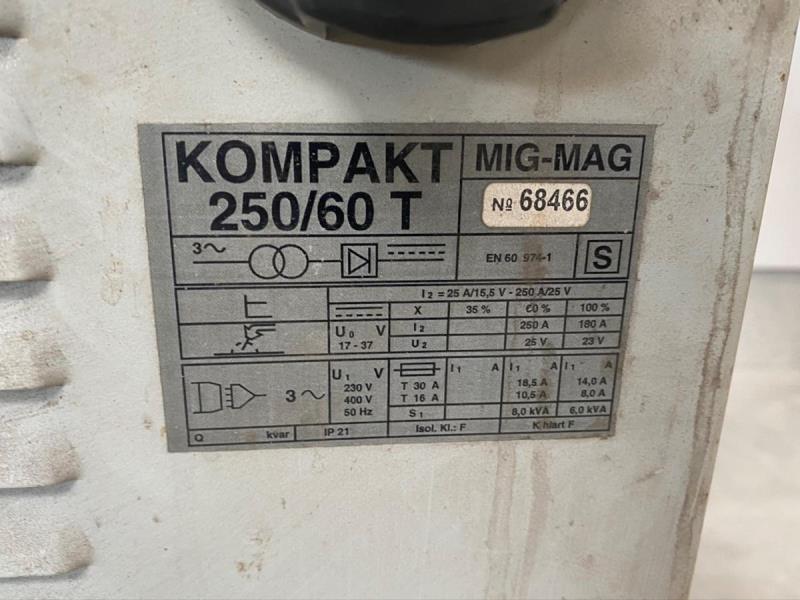 KOMPAKT
250/60 T
MIG-MAG
№ 68466
3~
EN 60 974-1
S
I2 = 25 A/15,5 V - 250 A/25 V
X 35 % 60 % 100 %
U0 V
17 - 37
I2 250 A 180 A
U2 25 V 23 V
3~
U1 V
230 V
400 V
50 Hz
T 30 A
T 16 A
I1 A I1 A I1 A
18,5 A 14,0 A
10,5 A 8,0 A
S1 8,0 kVA 6,0 kVA
Q kvar IP 21 Isol. Kl.: F K hlart F